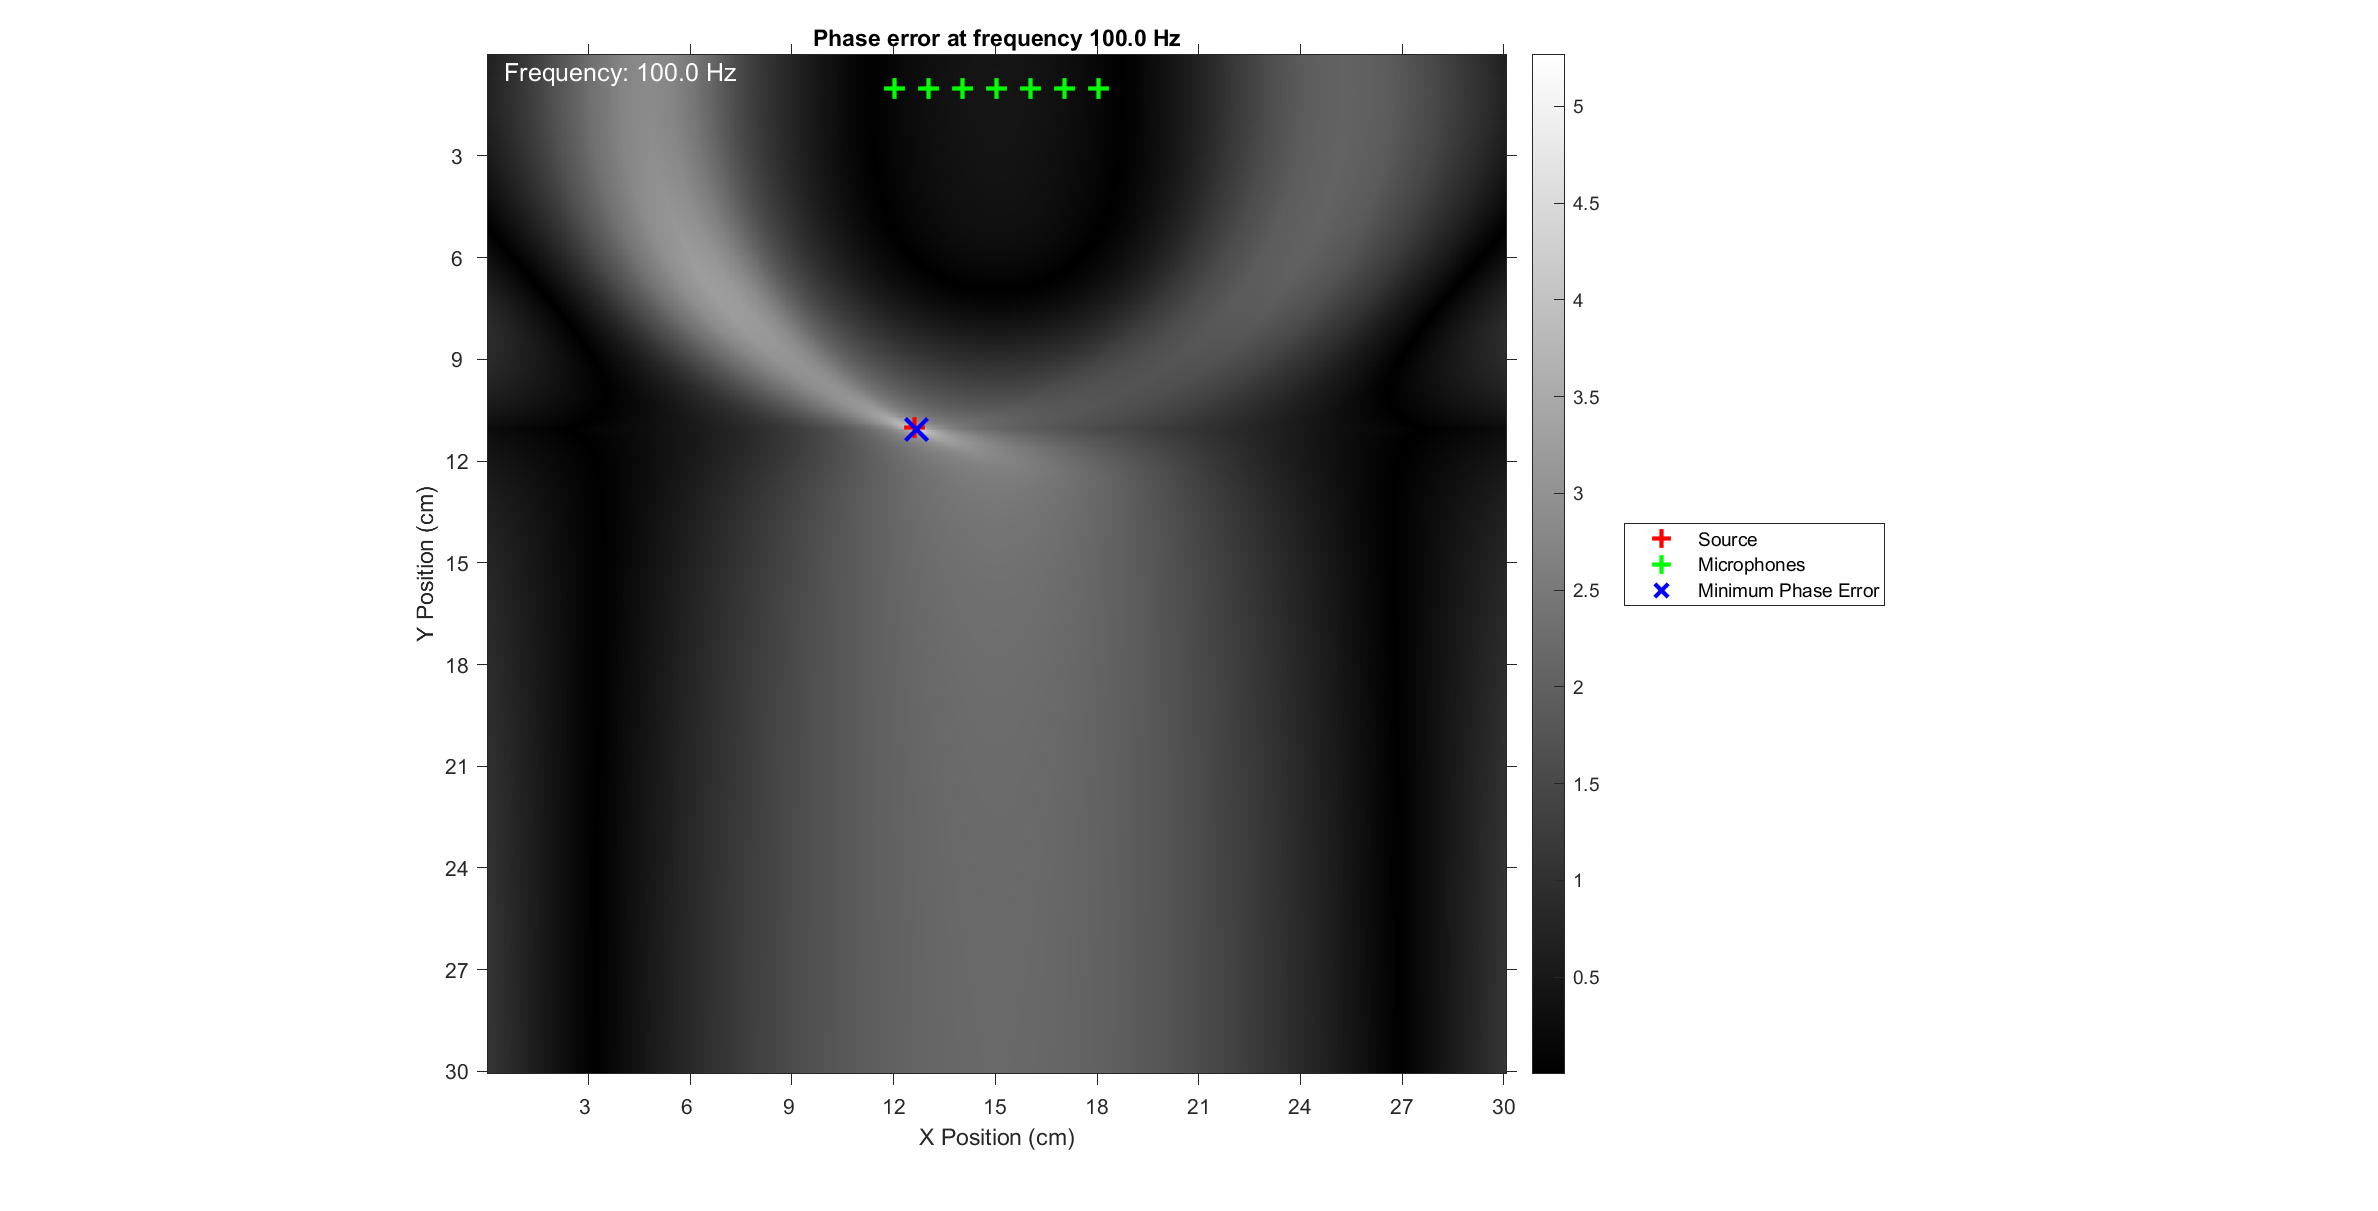 Phase error at frequency 100.0 Hz
Frequency: 100.0 Hz
3
6
9
12
15
18
21
24
27
30
Y Position (cm)
3 6 9 12 15 18 21 24 27 30
X Position (cm)
5
4.5
4
3.5
3
2.5
2
1.5
1
0.5
Source
Microphones
Minimum Phase Error